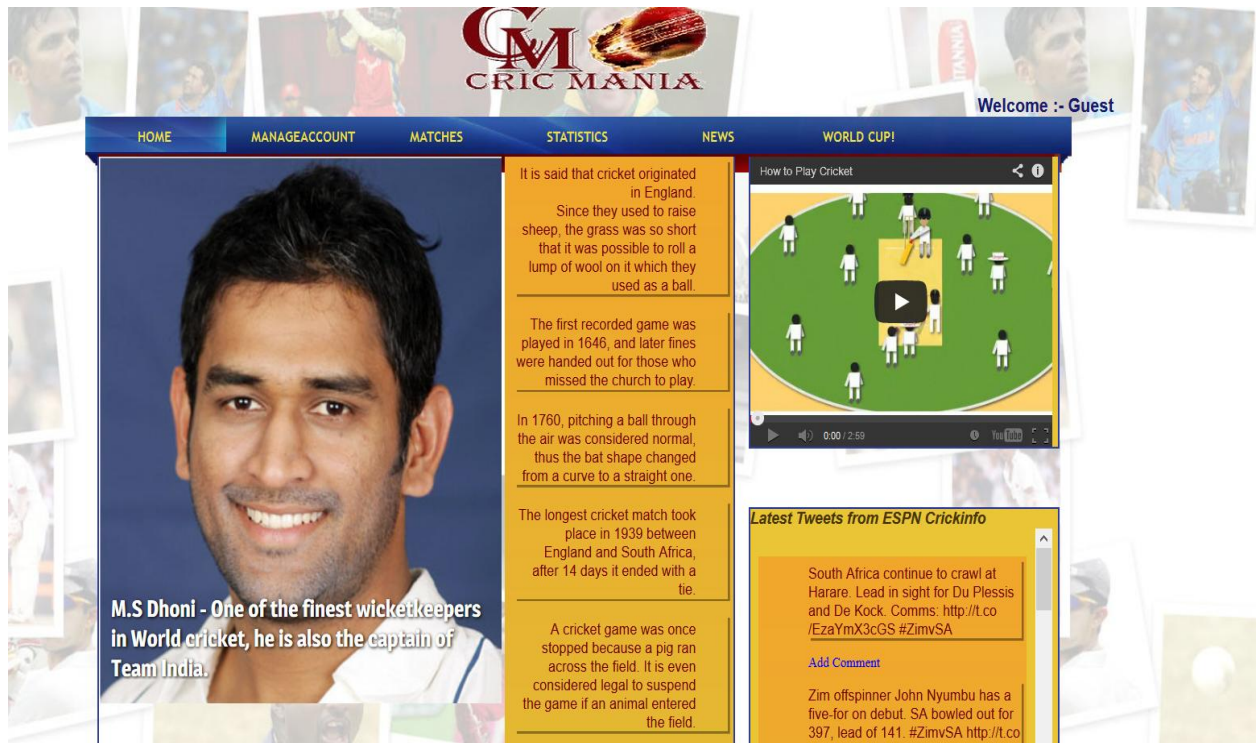 CM
CRIC MANIA
Welcome :- Guest
HOME
MANAGEACCOUNT
MATCHES
STATISTICS
NEWS
WORLD CUP!
M.S Dhoni - One of the finest wicketkeepers
in World cricket, he is also the captain of
Team India.
It is said that cricket originated
in England.
Since they used to raise
sheep, the grass was so short
that it was possible to roll a
lump of wool on it which they
used as a ball.
The first recorded game was
played in 1646, and later fines
were handed out for those who
missed the church to play.
In 1760, pitching a ball through
the air was considered normal,
thus the bat shape changed
from a curve to a straight one.
The longest cricket match took
place in 1939 between
England and South Africa,
after 14 days it ended with a
tie.
A cricket game was once
stopped because a pig ran
across the field. It is even
considered legal to suspend
the game if an animal entered
the field.
How to Play Cricket
0:00 / 2:59
YouTube
Latest Tweets from ESPN Crickinfo
South Africa continue to crawl at
Harare. Lead in sight for Du Plessis
and De Kock. Comms: http://t.co
/EzaYmX3cGS #ZimvSA
Add Comment
Zim offspinner John Nyumbu has a
five-for on debut. SA bowled out for
397, lead of 141. #ZimvSA http://t.co